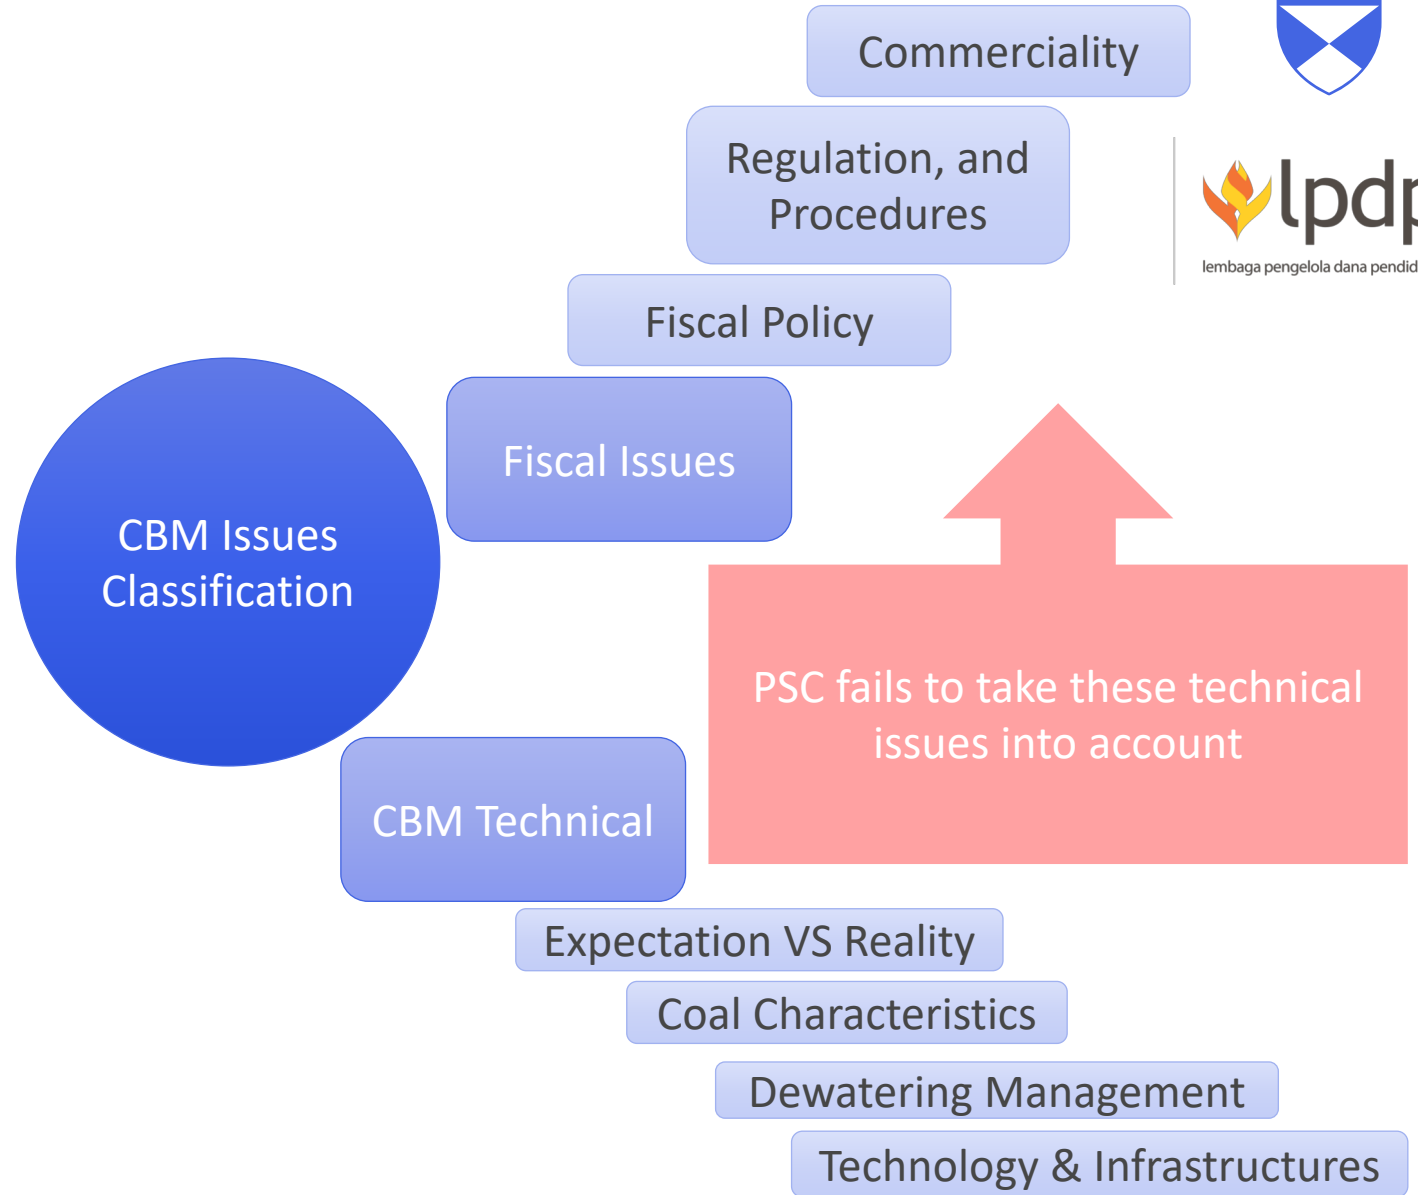 Commerciality
Regulation, and
Procedures
lpdp
lembaga pengelola dana pendid
Fiscal Policy
Fiscal Issues
CBM Issues
Classification
PSC fails to take these technical
issues into account
CBM Technical
Expectation VS Reality
Coal Characteristics
Dewatering Management
Technology & Infrastructures